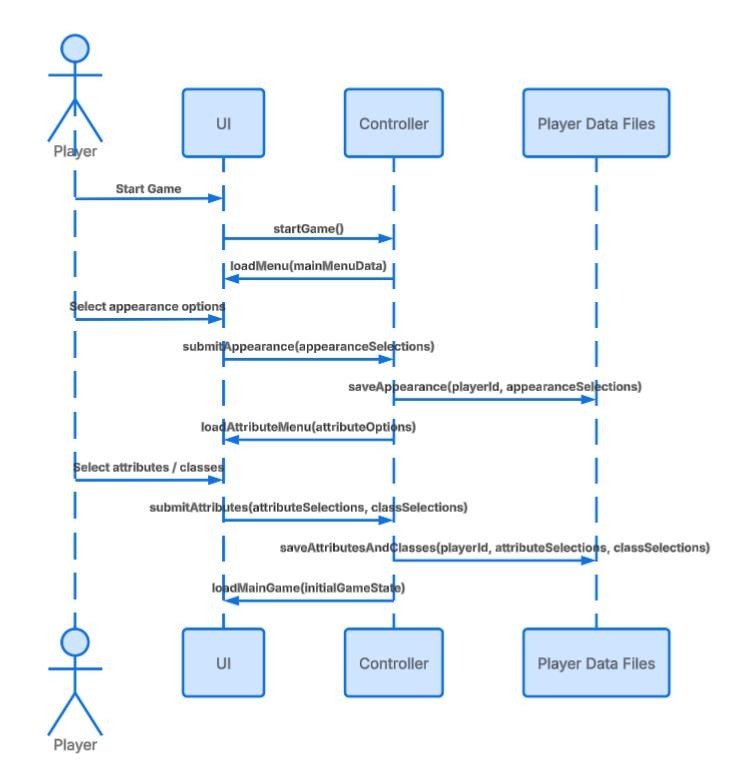 Player
UI
Controller
Player Data Files
Start Game
startGame()
loadMenu(mainMenuData)
Select appearance options
submitAppearance(appearanceSelections)
saveAppearance(playerId, appearanceSelections)
loadAttributeMenu(attributeOptions)
Select attributes / classes
submitAttributes(attributeSelections, classSelections)
saveAttributesAndClasses(playerId, attributeSelections, classSelections)
loadMainGame(initialGameState)
UI
Controller
Player Data Files
Player